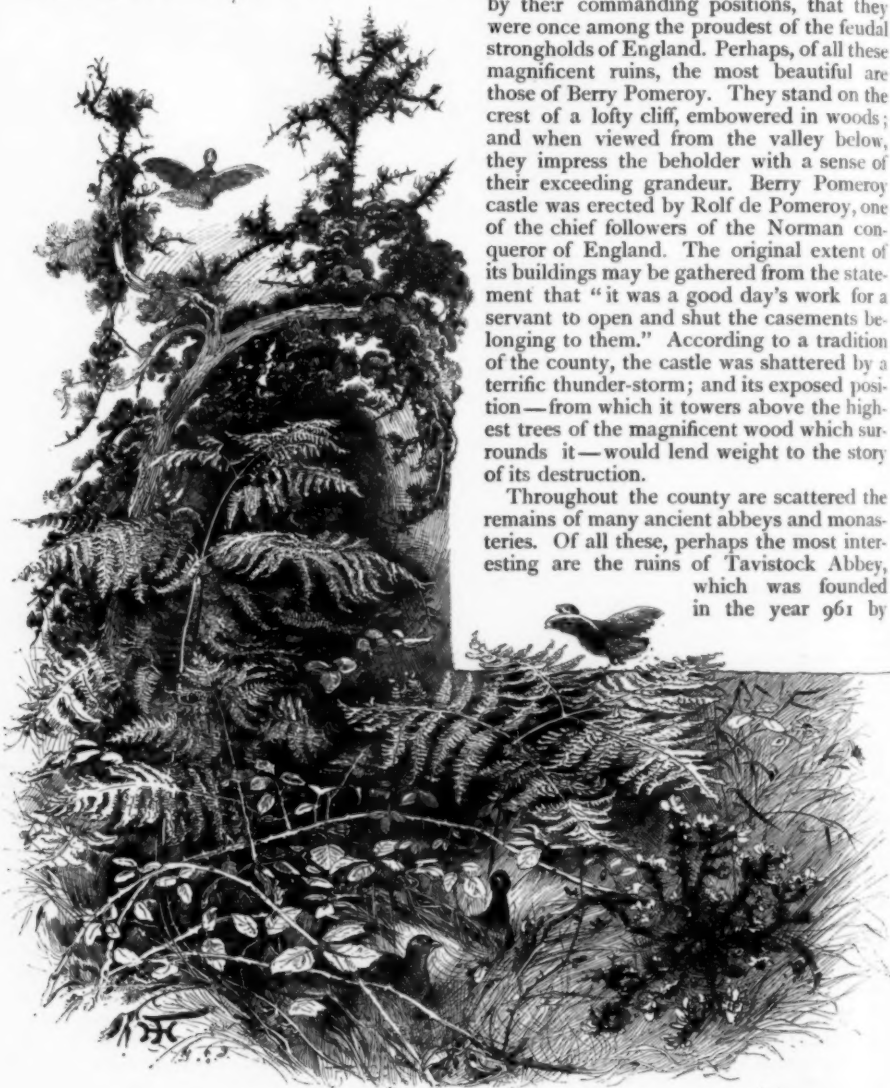 by their commanding positions, that they
were once among the proudest of the feudal
strongholds of England. Perhaps, of all these
magnificent ruins, the most beautiful are
those of Berry Pomeroy. They stand on the
crest of a lofty cliff, embowered in woods;
and when viewed from the valley below,
they impress the beholder with a sense of
their exceeding grandeur. Berry Pomeroy
castle was erected by Rolf de Pomeroy, one
of the chief followers of the Norman con-
queror of England. The original extent of
its buildings may be gathered from the state-
ment that “it was a good day's work for a
servant to open and shut the casements be-
longing to them.” According to a tradition
of the county, the castle was shattered by a
terrific thunder-storm; and its exposed posi-
tion—from which it towers above the high-
est trees of the magnificent wood which sur-
rounds it—would lend weight to the story
of its destruction.
Throughout the county are scattered the
remains of many ancient abbeys and monas-
teries. Of all these, perhaps the most inter-
esting are the ruins of Tavistock Abbey,
which was founded
in the year 961 by